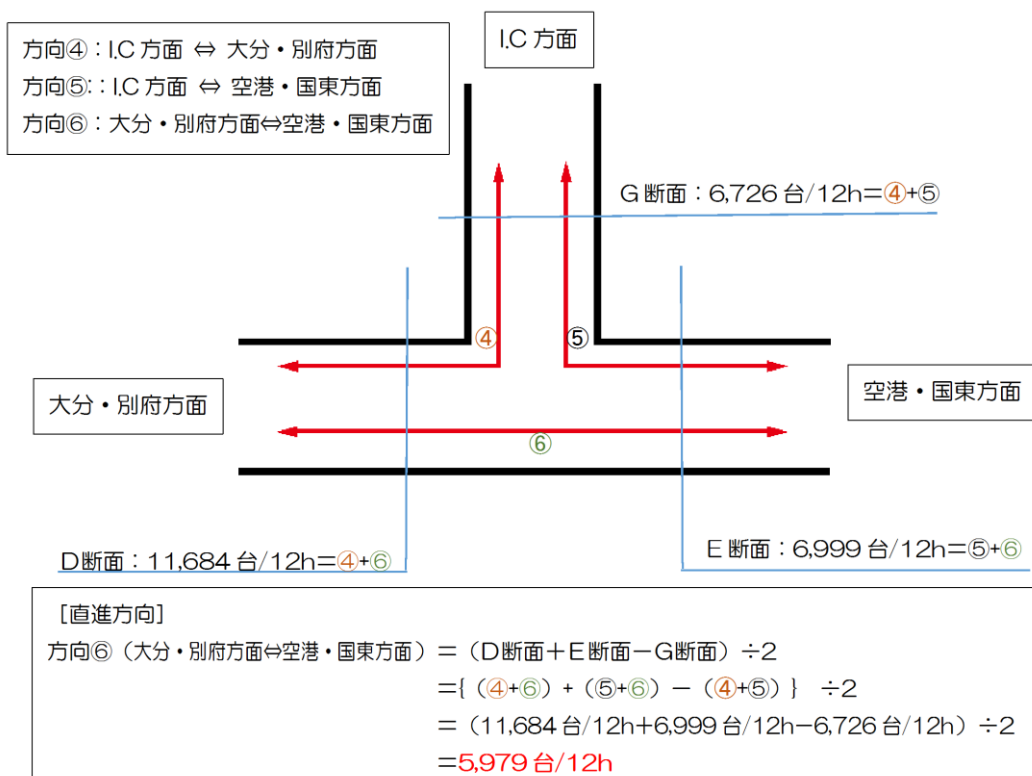 方向④：I.C 方面 ⇔ 大分・別府方面
方向⑤：：I.C 方面 ⇔ 空港・国東方面
方向⑥：大分・別府方面⇔空港・国東方面
I.C 方面
G断面：6,726 台/12h=④+⑤
④
⑤
大分・別府方面
空港・国東方面
⑥
D断面：11,684 台/12h=④+⑥
E断面：6,999 台/12h=⑤+⑥
［直進方向］
方向⑥（大分・別府方面⇔空港・国東方面）＝（D断面＋E断面－G断面）÷2
={（④+⑥）+（⑤+⑥）－（④+⑤）} ÷2
＝（11,684 台/12h+6,999 台/12h−6,726 台/12h）÷2
=5,979 台/12h